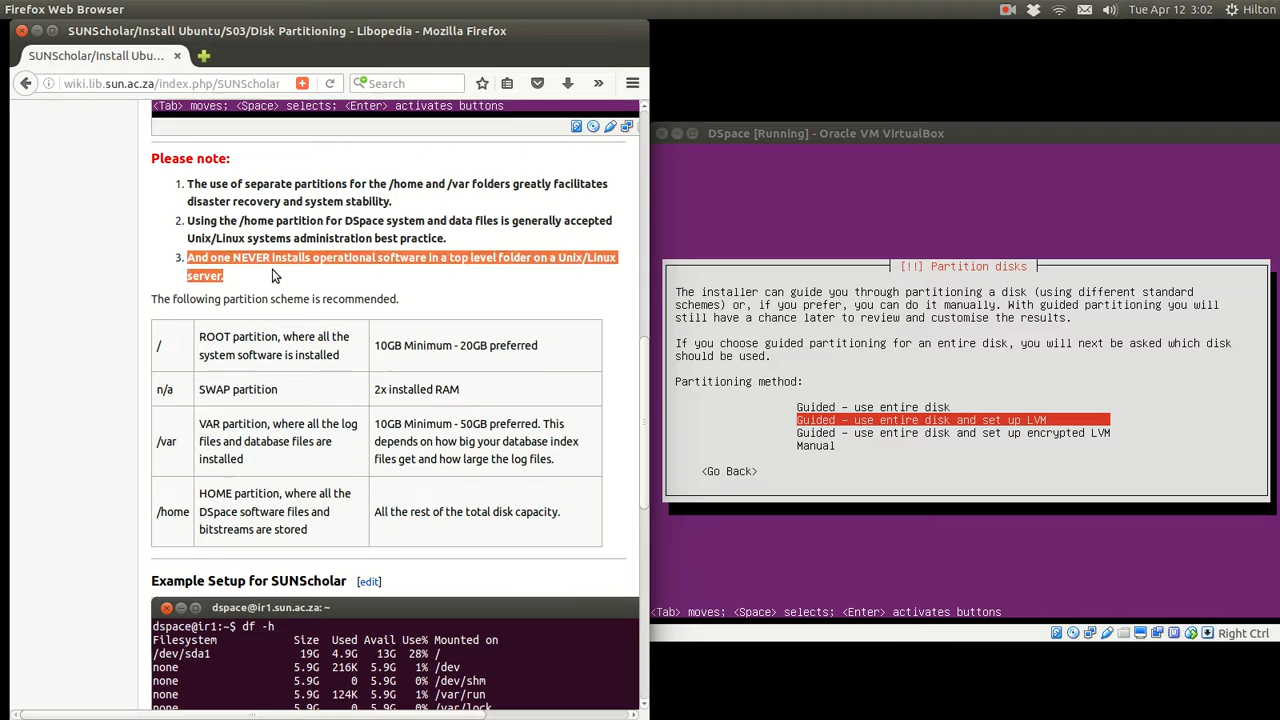 Firefox Web Browser
Tue Apr 12 3:02
Hilton
SUNScholar/Install Ubuntu/S03/Disk Partitioning - Libopedia - Mozilla Firefox
SUNScholar/Install Ubu...
wiki.lib.sun.ac.za/index.php/SUNScholar
Search
<Tab> moves; <Space> selects; <Enter> activates buttons
Please note:
1. The use of separate partitions for the /home and /var folders greatly facilitates
disaster recovery and system stability.
2. Using the /home partition for DSpace system and data files is generally accepted
Unix/Linux systems administration best practice.
3. And one NEVER installs operational software in a top level folder on a Unix/Linux
server.
The following partition scheme is recommended.
/
ROOT partition, where all the
system software is installed
10GB Minimum - 20GB preferred
n/a
SWAP partition
2x installed RAM
/var
VAR partition, where all the log
files and database files are
installed
10GB Minimum - 50GB preferred. This
depends on how big your database index
files get and how large the log files.
/home
HOME partition, where all the
DSpace software files and
bitstreams are stored
All the rest of the total disk capacity.
Example Setup for SUNScholar [edit]
dspace@ir1.sun.ac.za: ~
dspace@ir1:~$ df -h
Filesystem Size Used Avail Use% Mounted on
/dev/sda1 19G 4.9G 13G 28% /
none 5.9G 216K 5.9G 1% /dev
none 5.9G 0 5.9G 0% /dev/shm
none 5.9G 124K 5.9G 1% /var/run
none 5.9G 0 5.9G 0% /var/lock
DSpace [Running] - Oracle VM VirtualBox
[!!] Partition disks
The installer can guide you through partitioning a disk (using different standard
schemes) or, if you prefer, you can do it manually. With guided partitioning you will
still have a chance later to review and customise the results.
If you choose guided partitioning for an entire disk, you will next be asked which disk
should be used.
Partitioning method:
Guided - use entire disk
Guided - use entire disk and set up LVM
Guided - use entire disk and set up encrypted LVM
Manual
<Go Back>
<Tab> moves; <Space> selects; <Enter> activates buttons
Right Ctrl